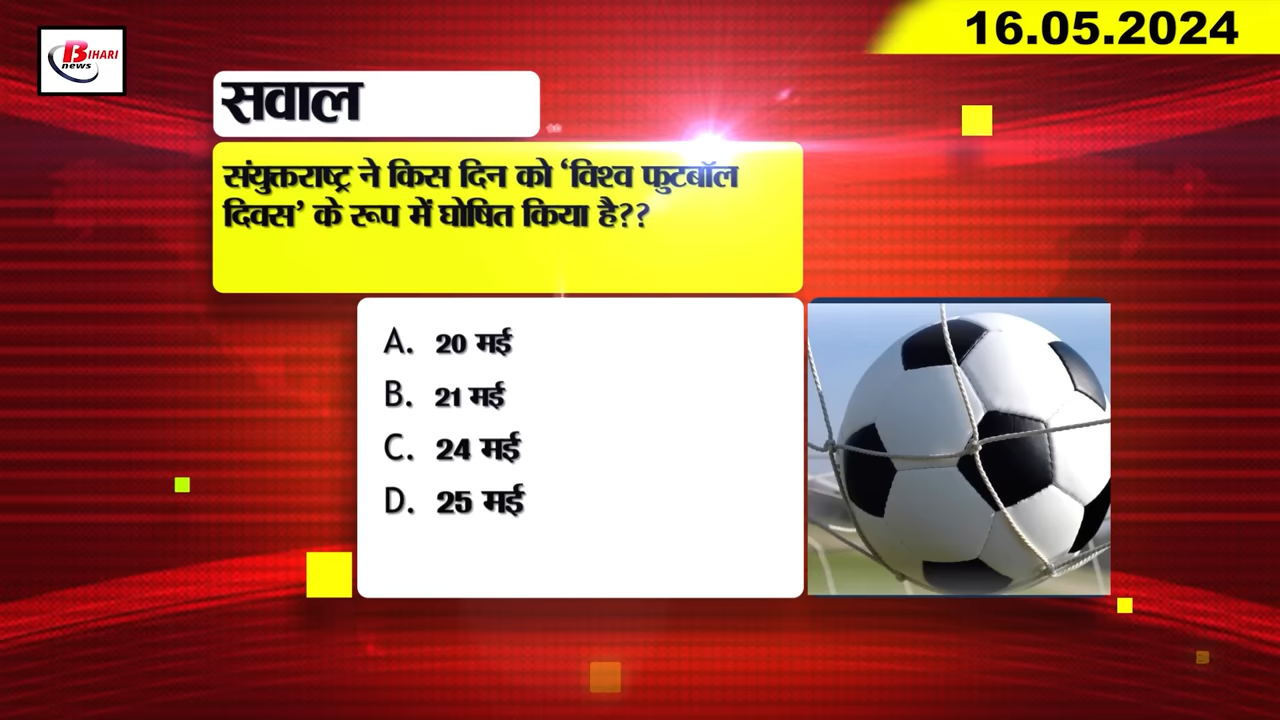 BIHARI
news
16.05.2024
सवाल
संयुक्तराष्ट्र ने किस दिन को ‘विश्व फुटबॉल
दिवस’ के रूप में घोषित किया है??
A. 20 मई
B. 21 मई
C. 24 मई
D. 25 मई